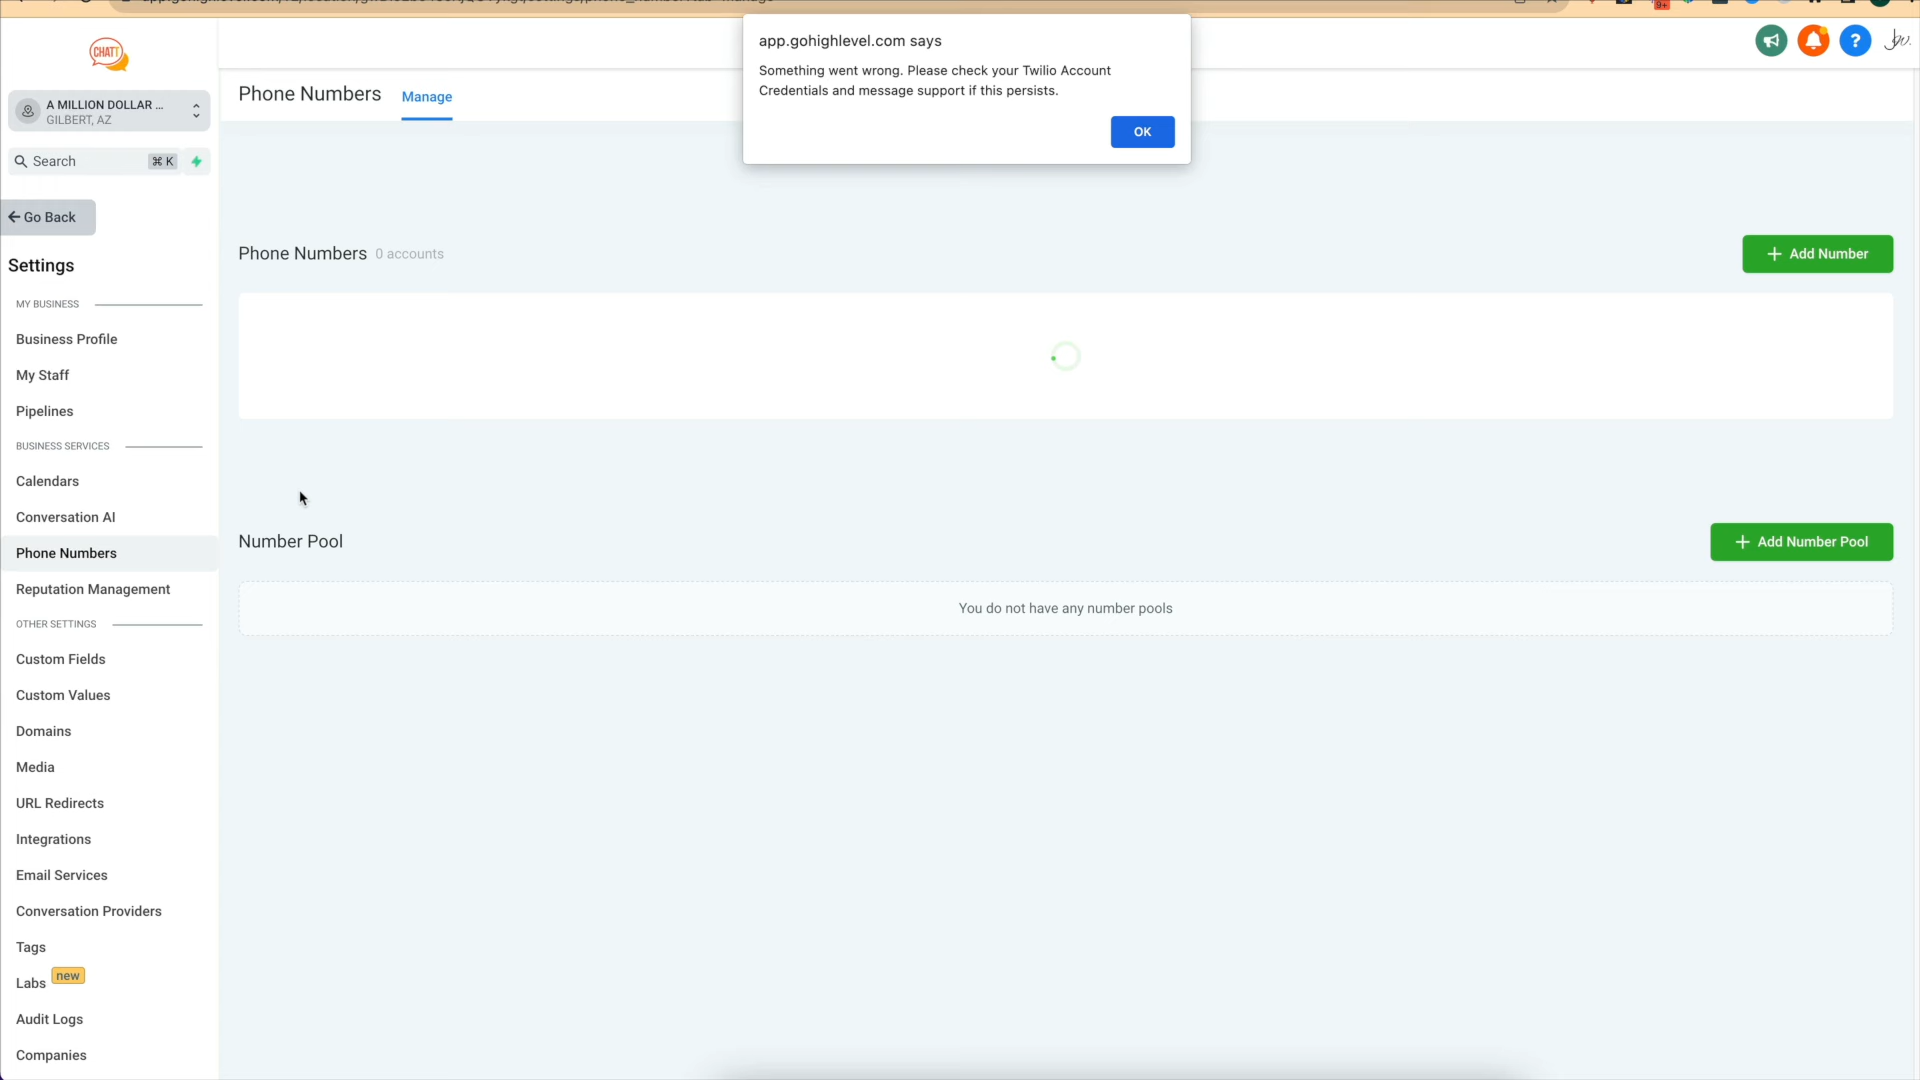 app.gohighlevel.com says
Something went wrong. Please check your Twilio Account
Credentials and message support if this persists.
OK
9+
?
CHATT
A MILLION DOLLAR ...
GILBERT, AZ
Search
⌘ K
Go Back
Settings
MY BUSINESS
Business Profile
My Staff
Pipelines
BUSINESS SERVICES
Calendars
Conversation AI
Phone Numbers
Reputation Management
OTHER SETTINGS
Custom Fields
Custom Values
Domains
Media
URL Redirects
Integrations
Email Services
Conversation Providers
Tags
Labs new
Audit Logs
Companies
Phone Numbers
Manage
Phone Numbers 0 accounts
+ Add Number
Number Pool
+ Add Number Pool
You do not have any number pools